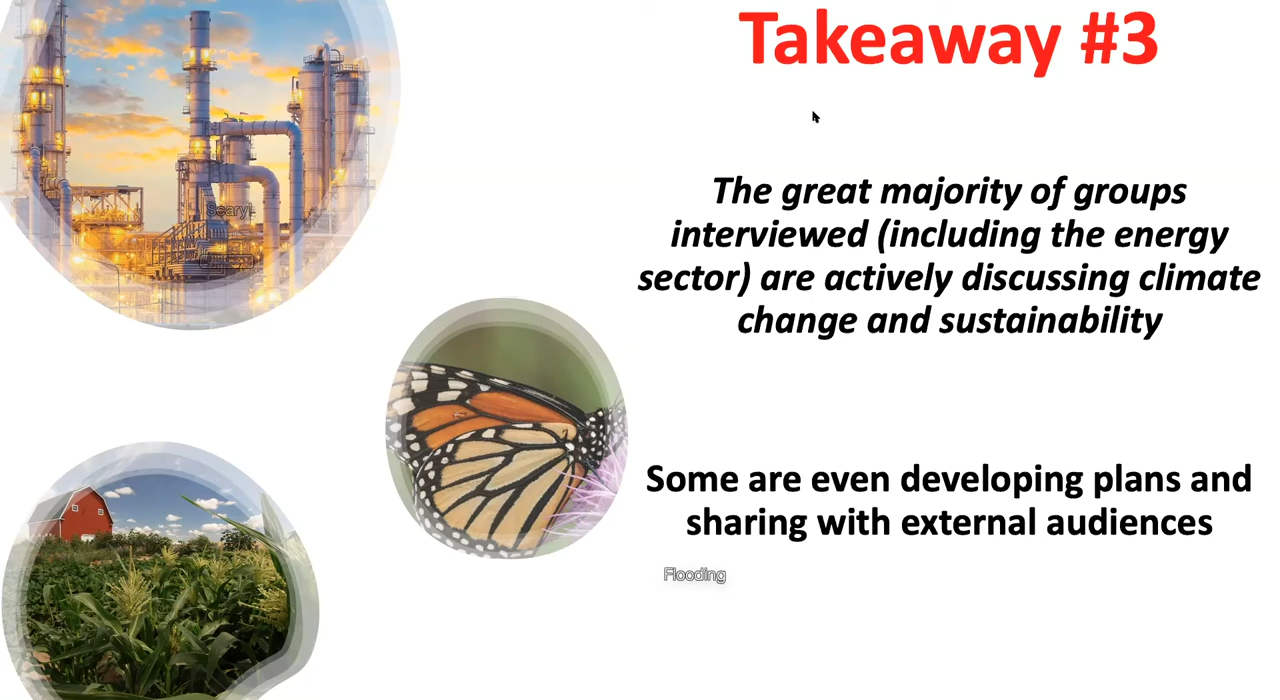 Takeaway #3
The great majority of groups
interviewed (including the energy
sector) are actively discussing climate
change and sustainability
Some are even developing plans and
sharing with external audiences
Flooding